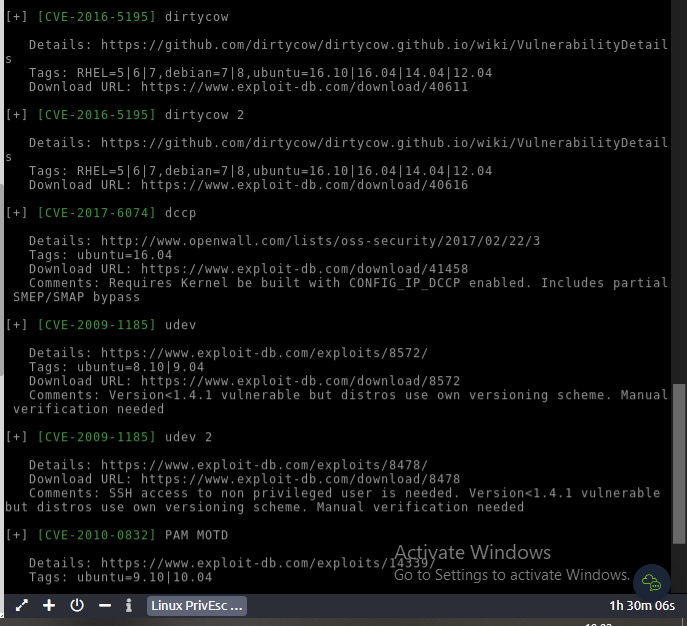 [+] [CVE-2016-5195] dirtycow
Details: https://github.com/dirtycow/dirtycow.github.io/wiki/VulnerabilityDetail
s
Tags: RHEL=5|6|7,debian=7|8,ubuntu=16.10|16.04|14.04|12.04
Download URL: https://www.exploit-db.com/download/40611
[+] [CVE-2016-5195] dirtycow 2
Details: https://github.com/dirtycow/dirtycow.github.io/wiki/VulnerabilityDetail
s
Tags: RHEL=5|6|7,debian=7|8,ubuntu=16.10|16.04|14.04|12.04
Download URL: https://www.exploit-db.com/download/40616
[+] [CVE-2017-6074] dccp
Details: http://www.openwall.com/lists/oss-security/2017/02/22/3
Tags: ubuntu=16.04
Download URL: https://www.exploit-db.com/download/41458
Comments: Requires Kernel be built with CONFIG_IP_DCCP enabled. Includes partial
SMEP/SMAP bypass
[+] [CVE-2009-1185] udev
Details: https://www.exploit-db.com/exploits/8572/
Tags: ubuntu=8.10|9.04
Download URL: https://www.exploit-db.com/download/8572
Comments: Version<1.4.1 vulnerable but distros use own versioning scheme. Manual
verification needed
[+] [CVE-2009-1185] udev 2
Details: https://www.exploit-db.com/exploits/8478/
Download URL: https://www.exploit-db.com/download/8478
Comments: SSH access to non privileged user is needed. Version<1.4.1 vulnerable
but distros use own versioning scheme. Manual verification needed
[+] [CVE-2010-0832] PAM MOTD
Details: https://www.exploit-db.com/exploits/14339/
Tags: ubuntu=9.10|10.04
Activate Windows
Go to Settings to activate Windows.
Linux PrivEsc ...
1h 30m 06s